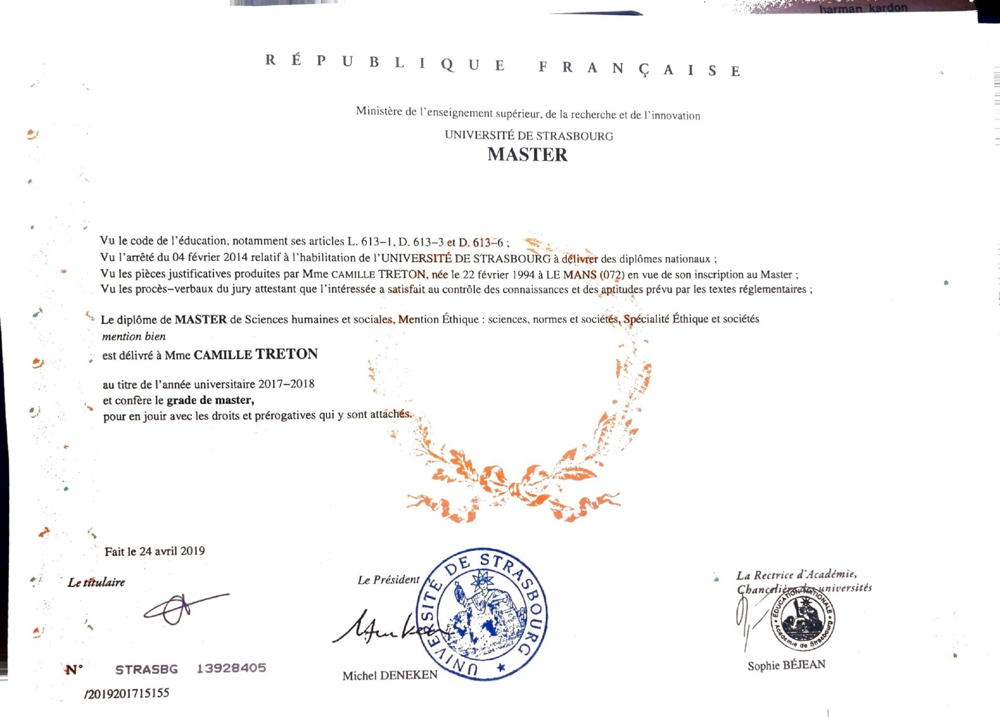 harman/kardon
RÉPUBLIQUE FRANÇAISE
Ministère de l'enseignement supérieur, de la recherche et de l'innovation
UNIVERSITÉ DE STRASBOURG
MASTER
Vu le code de l'éducation, notamment ses articles L. 613-1, D. 613-3 et D. 613-6 ;
Vu l'arrêté du 04 février 2014 relatif à l'habilitation de l'UNIVERSITÉ DE STRASBOURG à délivrer des diplômes nationaux ;
Vu les pièces justificatives produites par Mme CAMILLE TRETON, née le 22 février 1994 à LE MANS (072) en vue de son inscription au Master ;
Vu les procès-verbaux du jury attestant que l'intéressée a satisfait au contrôle des connaissances et des aptitudes prévu par les textes réglementaires ;
Le diplôme de MASTER de Sciences humaines et sociales, Mention Éthique : sciences, normes et sociétés, Spécialité Éthique et sociétés
mention bien
est délivré à Mme CAMILLE TRETON
au titre de l'année universitaire 2017-2018
et confère le grade de master,
pour en jouir avec les droits et prérogatives qui y sont attachés.
Fait le 24 avril 2019
Le titulaire
Le Président
UNIVERSITÉ DE STRASBOURG
Michel DENEKEN
La Rectrice d'Académie,
Chancelière des universités
ÉDUCATION NATIONALE
Académie de Strasbourg
Sophie BÉJEAN
N° STRASBG 13928405
/2019201715155